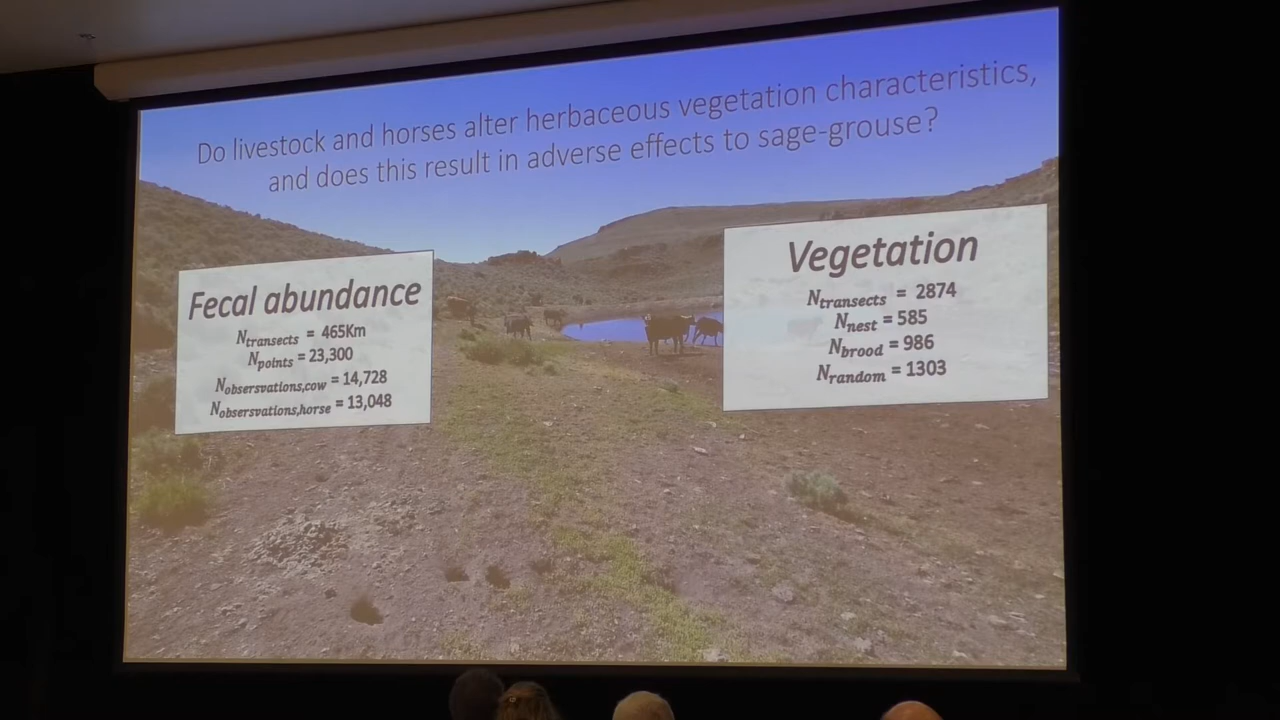 Do livestock and horses alter herbaceous vegetation characteristics,
and does this result in adverse effects to sage-grouse?
Fecal abundance
Ntransects = 465Km
Npoints = 23,300
Nobsersvations,cow = 14,728
Nobsersvations,horse = 13,048
Vegetation
Ntransects = 2874
Nnest = 585
Nbrood = 986
Nrandom = 1303